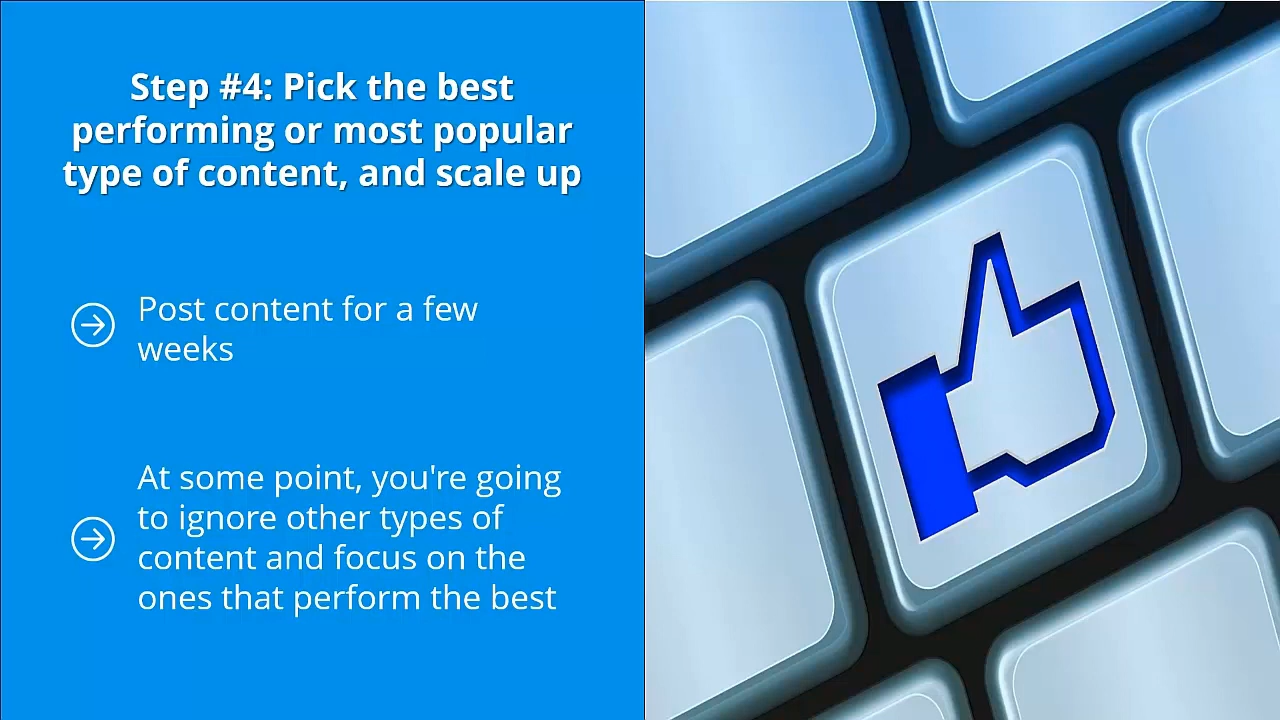 Step #4: Pick the best
performing or most popular
type of content, and scale up
Post content for a few
weeks
At some point, you're going
to ignore other types of
content and focus on the
ones that perform the best